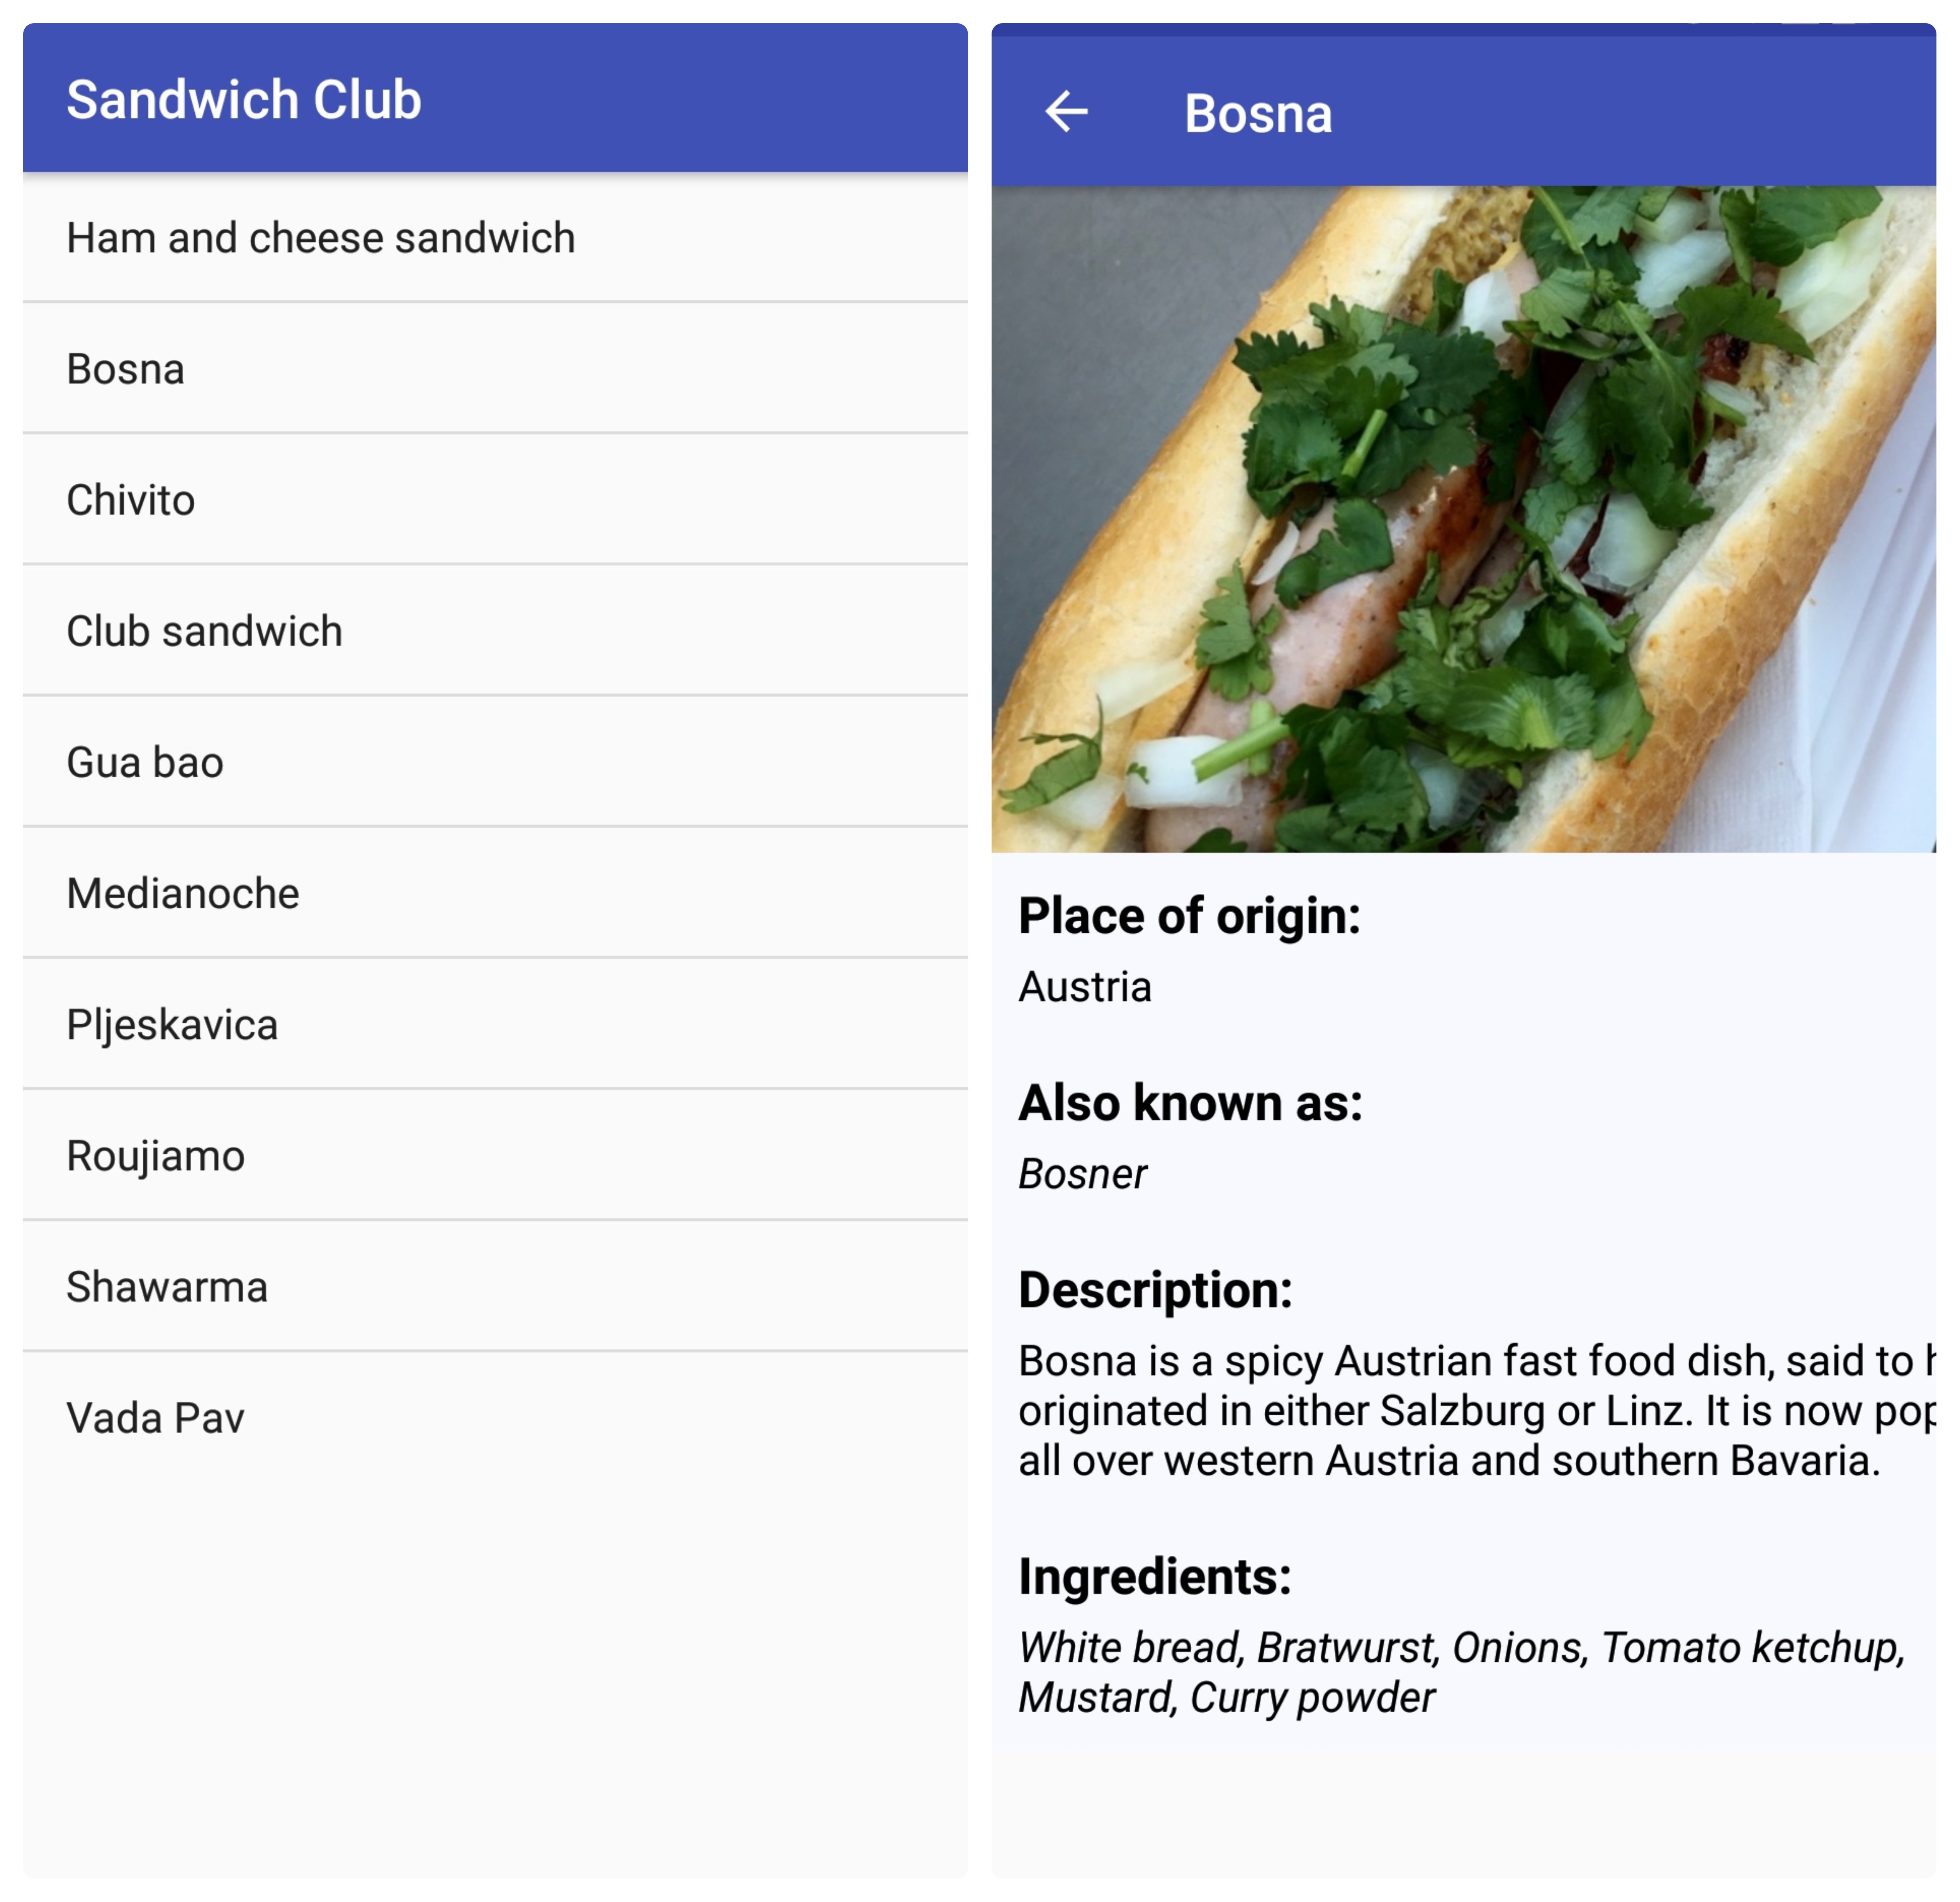 Sandwich Club
Ham and cheese sandwich
Bosna
Chivito
Club sandwich
Gua bao
Medianoche
Pljeskavica
Roujiamo
Shawarma
Vada Pav
Bosna
Place of origin:
Austria
Also known as:
Bosner
Description:
Bosna is a spicy Austrian fast food dish, said to
originated in either Salzburg or Linz. It is now
all over western Austria and southern Bavaria.
Ingredients:
White bread, Bratwurst, Onions, Tomato ketchup,
Mustard, Curry powder